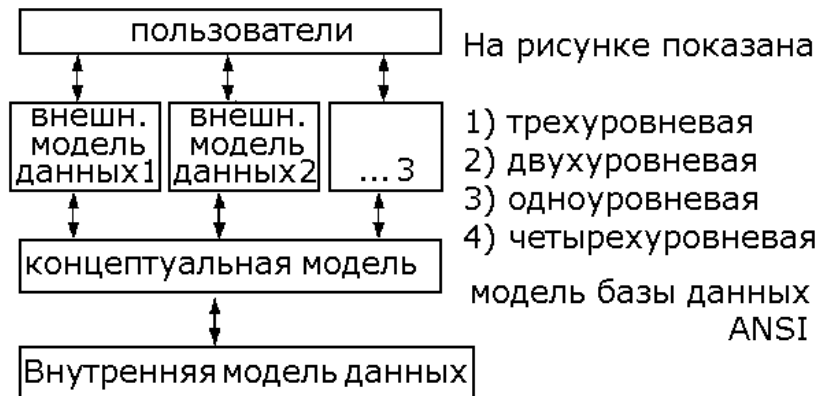 пользователи
внешн.
модель
данных1
внешн.
модель
данных2
...3
концептуальная модель
Внутренняя модель данных
На рисунке показана
1) трехуровневая
2) двухуровневая
3) одноуровневая
4) четырехуровневая
модель базы данных
ANSI